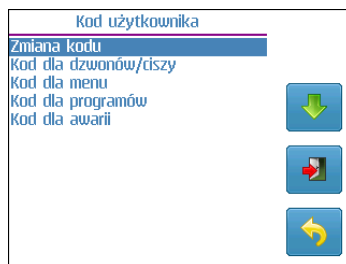 Kod użytkownika
Zmiana kodu
Kod dla dzwonów/ciszy
Kod dla menu
Kod dla programów
Kod dla awarii